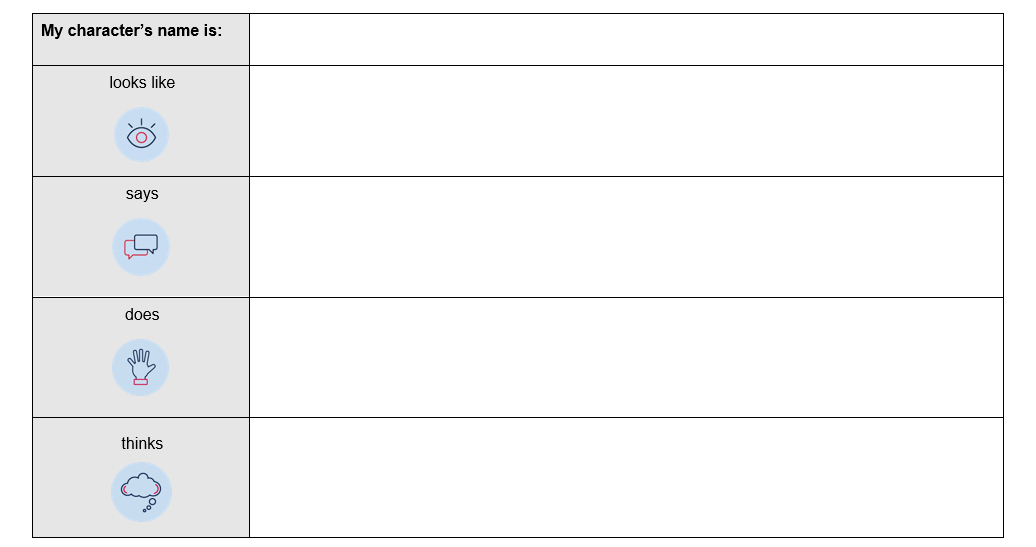 My character’s name is:
looks like
says
does
thinks